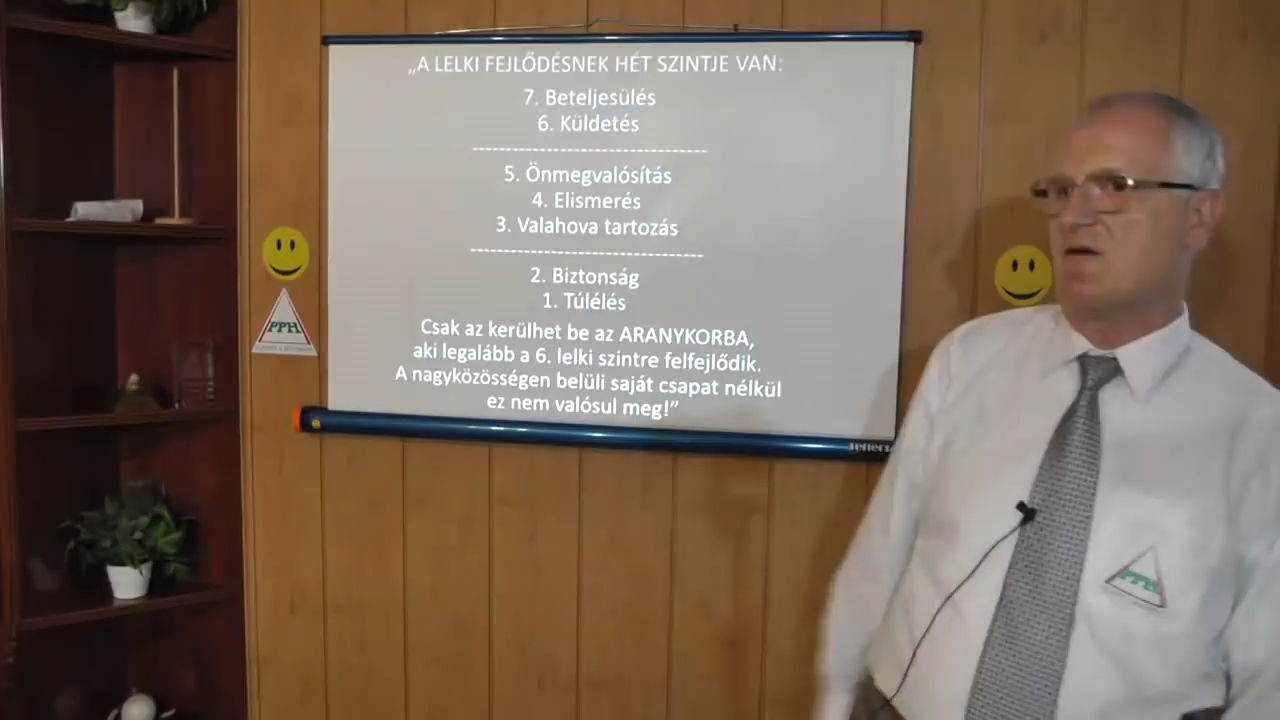 „A LELKI FEJLŐDÉSNEK HÉT SZINTJE VAN:
7. Beteljesülés
6. Küldetés
--------------------------------------
5. Önmegvalósítás
4. Elismerés
3. Valahova tartozás
--------------------------------------
2. Biztonság
1. Túlélés
Csak az kerülhet be az ARANYKORBA,
aki legalább a 6. lelki szintre felfejlődik.
A nagyközösségen belüli saját csapat nélkül
ez nem valósul meg!”
PPH
PPH